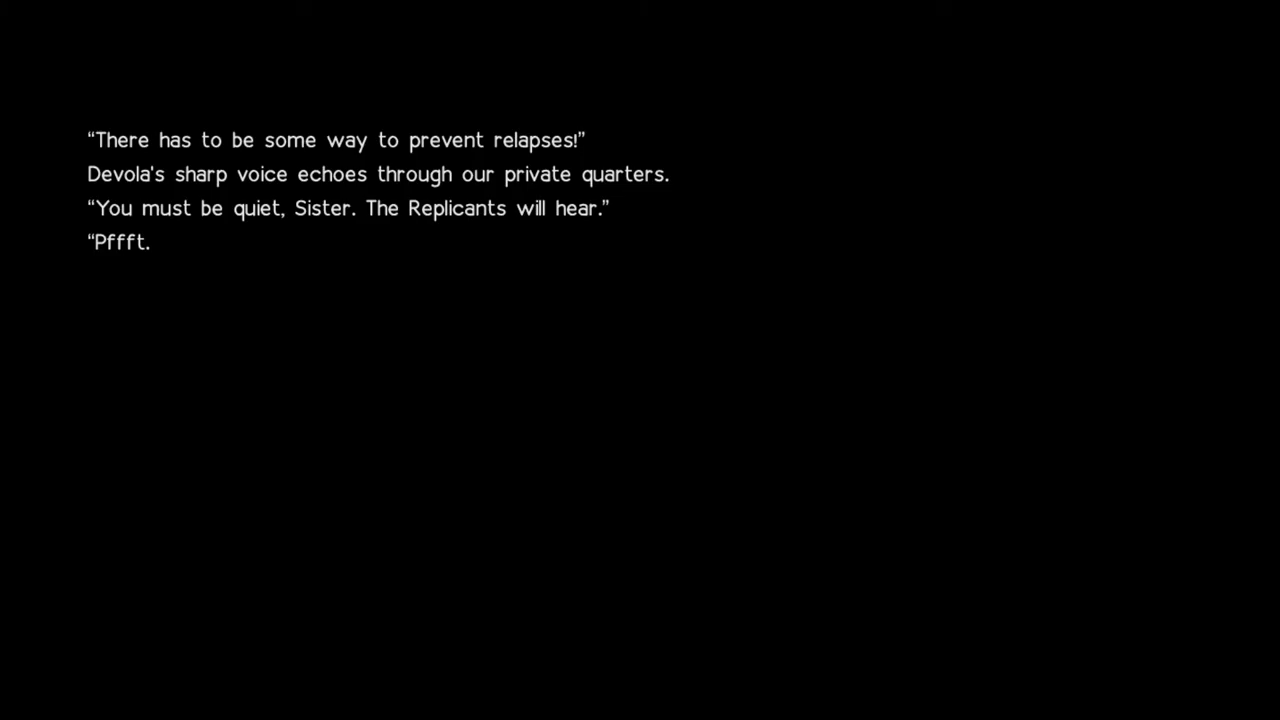 “There has to be some way to prevent relapses!”
Devola's sharp voice echoes through our private quarters.
“You must be quiet, Sister. The Replicants will hear.”
“Pffft.